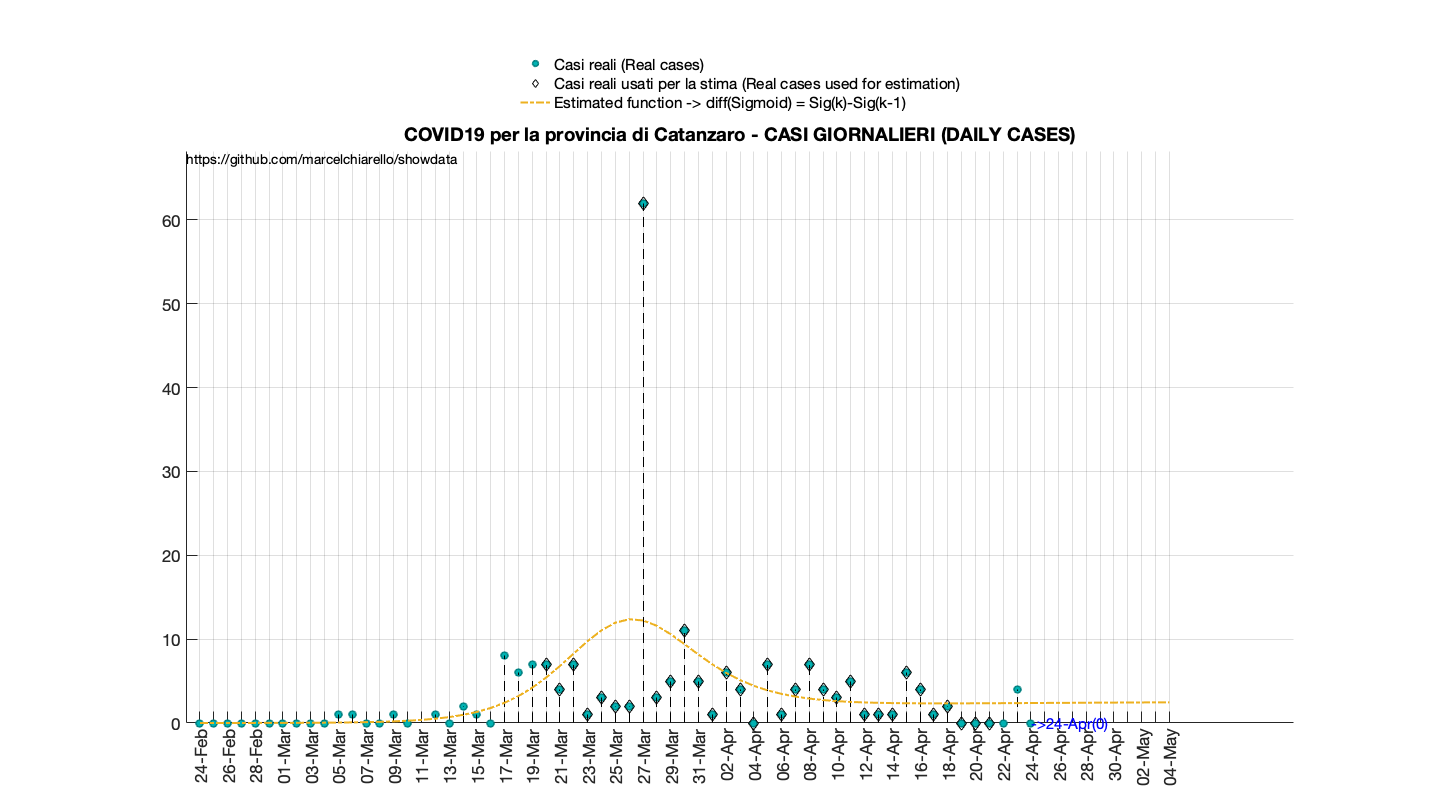 Casi reali (Real cases)
Casi reali usati per la stima (Real cases used for estimation)
Estimated function -> diff(Sigmoid) = Sig(k)-Sig(k-1)
COVID19 per la provincia di Catanzaro - CASI GIORNALIERI (DAILY CASES)
https://github.com/marcelchiarello/showdata
60
50
40
30
20
10
0
->24-Apr(0)
24-Feb
26-Feb
28-Feb
01-Mar
03-Mar
05-Mar
07-Mar
09-Mar
11-Mar
13-Mar
15-Mar
17-Mar
19-Mar
21-Mar
23-Mar
25-Mar
27-Mar
29-Mar
31-Mar
02-Apr
04-Apr
06-Apr
08-Apr
10-Apr
12-Apr
14-Apr
16-Apr
18-Apr
20-Apr
22-Apr
24-Apr
26-Apr
28-Apr
30-Apr
02-May
04-May